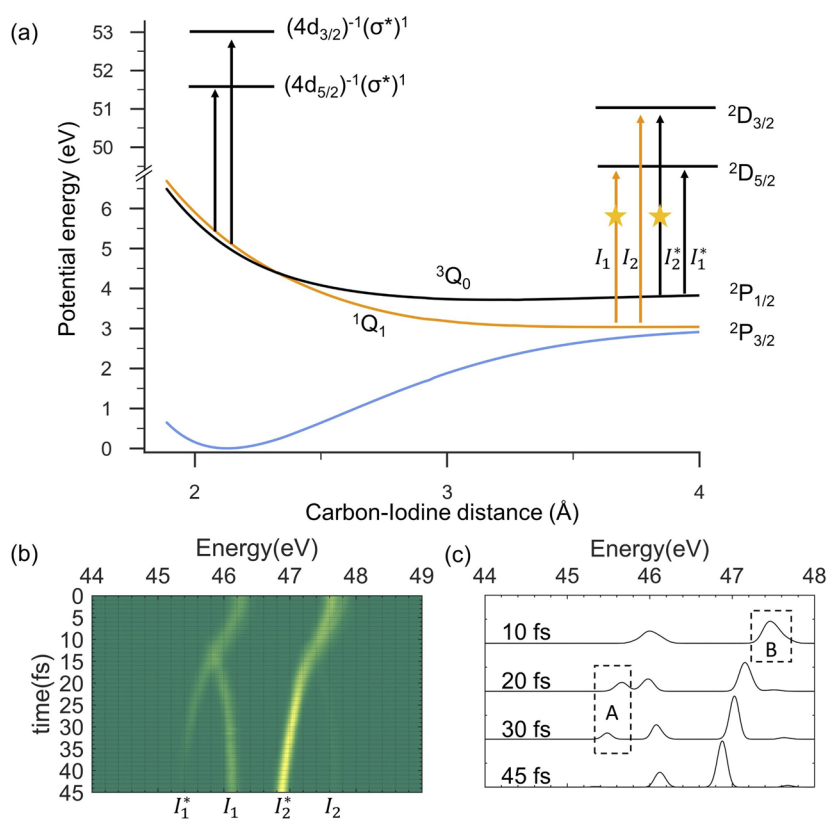 (a)
53
52
51
50
6
5
4
3
2
1
0
Potential energy (eV)
(4d3/2)-1(σ*)1
(4d5/2)-1(σ*)1
2D3/2
2D5/2
I1 I2 I2* I1*
3Q0
1Q1
2P1/2
2P3/2
2 3 4
Carbon-Iodine distance (Å)
(b)
Energy(eV)
44 45 46 47 48 49
0
5
10
15
20
25
30
35
40
45
time(fs)
I1* I1 I2* I2
(c)
Energy(eV)
44 45 46 47 48
10 fs
B
20 fs
A
30 fs
45 fs